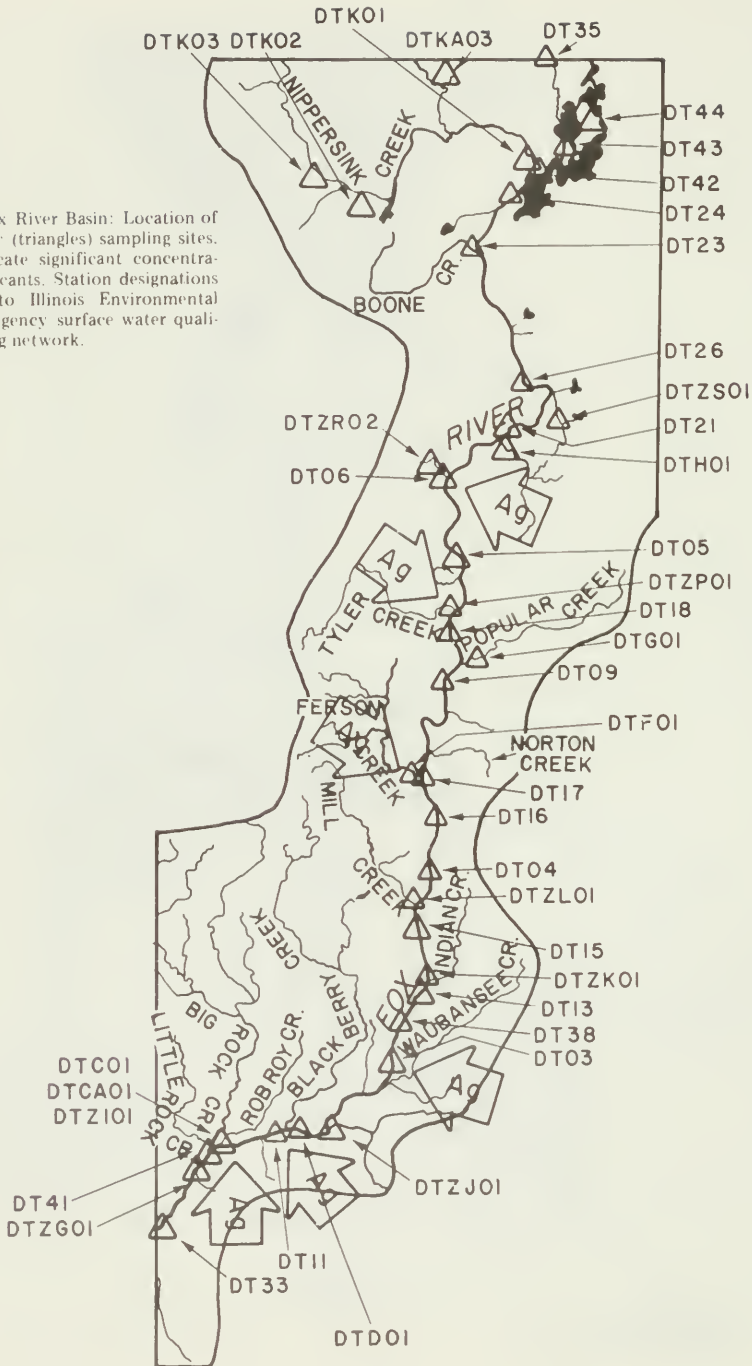 DTK01
DTK03 DTK02 DTKA03 DT35
NIPPERSINK
CREEK
DT44
DT43
DT42
DT24
DT23
x River Basin: Location of
(triangles) sampling sites.
cate significant concentra-
cants. Station designations
to Illinois Environmental
gency surface water quali-
g network.
BOONE
CR.
DT26
DTZS01
RIVER
DT21
DTZR02
DTH01
DT06
Ag
Ag
DT05
DTZP01
TYLER
CREEK
POPULAR CREEK
DT18
DTG01
DT09
FERSON
CREEK
Ag
DTF01
NORTON
CREEK
DT17
MILL
CREEK
DT16
DT04
DTZL01
INDIAN CR.
DT15
DTZK01
FOX
DT13
WAUBANSEE CR.
DT38
DT03
BIG
ROCK CR.
CREEK
LITTLE ROCK
CR.
ROB ROY CR.
BLACK BERRY
DTC01
DTCA01
DTZI01
Ag
DTZJ01
DT41
DTZG01
Ag
Ag
DT33
DT11
DTD01